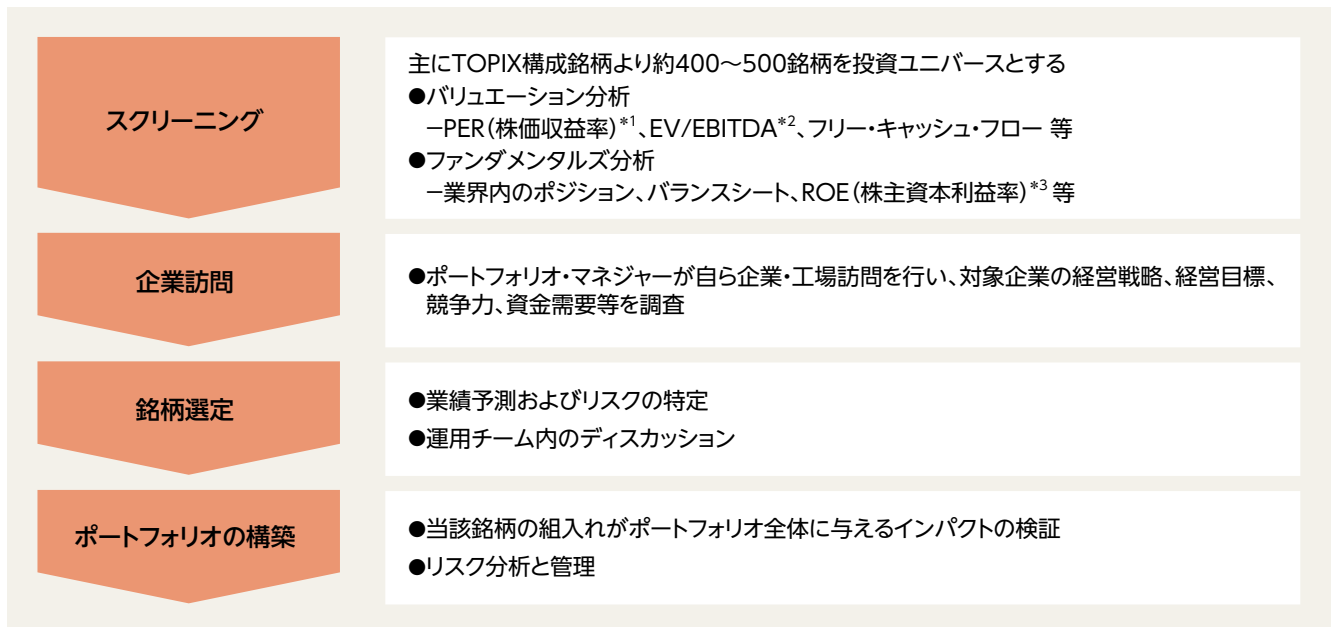 スクリーニング
主にTOPIX構成銘柄より約400～500銘柄を投資ユニバースとする
●バリュエーション分析
－PER（株価収益率）*1、EV/EBITDA*2、フリー・キャッシュ・フロー 等
●ファンダメンタルズ分析
－業界内のポジション、バランスシート、ROE（株主資本利益率）*3 等
企業訪問
●ポートフォリオ・マネジャーが自ら企業・工場訪問を行い、対象企業の経営戦略、経営目標、
競争力、資金需要等を調査
銘柄選定
●業績予測およびリスクの特定
●運用チーム内のディスカッション
ポートフォリオの構築
●当該銘柄の組入れがポートフォリオ全体に与えるインパクトの検証
●リスク分析と管理